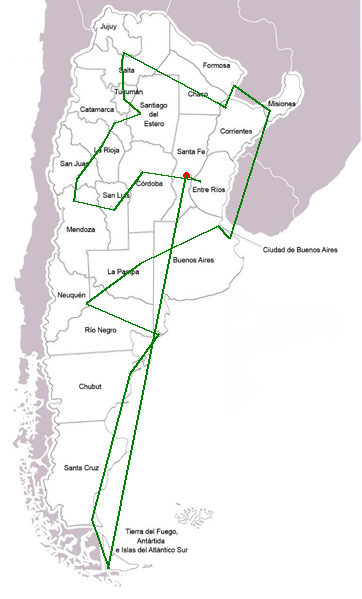 Jujuy
Salta
Formosa
Tucumán
Chaco
Misiones
Catamarca
Santiago
del
Estero
Corrientes
La Rioja
Santa Fe
San Juan
Córdoba
San Luis
Entre Ríos
Mendoza
Ciudad de Buenos Aires
Buenos Aires
La Pampa
Neuquén
Río Negro
Chubut
Santa Cruz
Tierra del Fuego,
Antártida
e Islas del Atlántico Sur